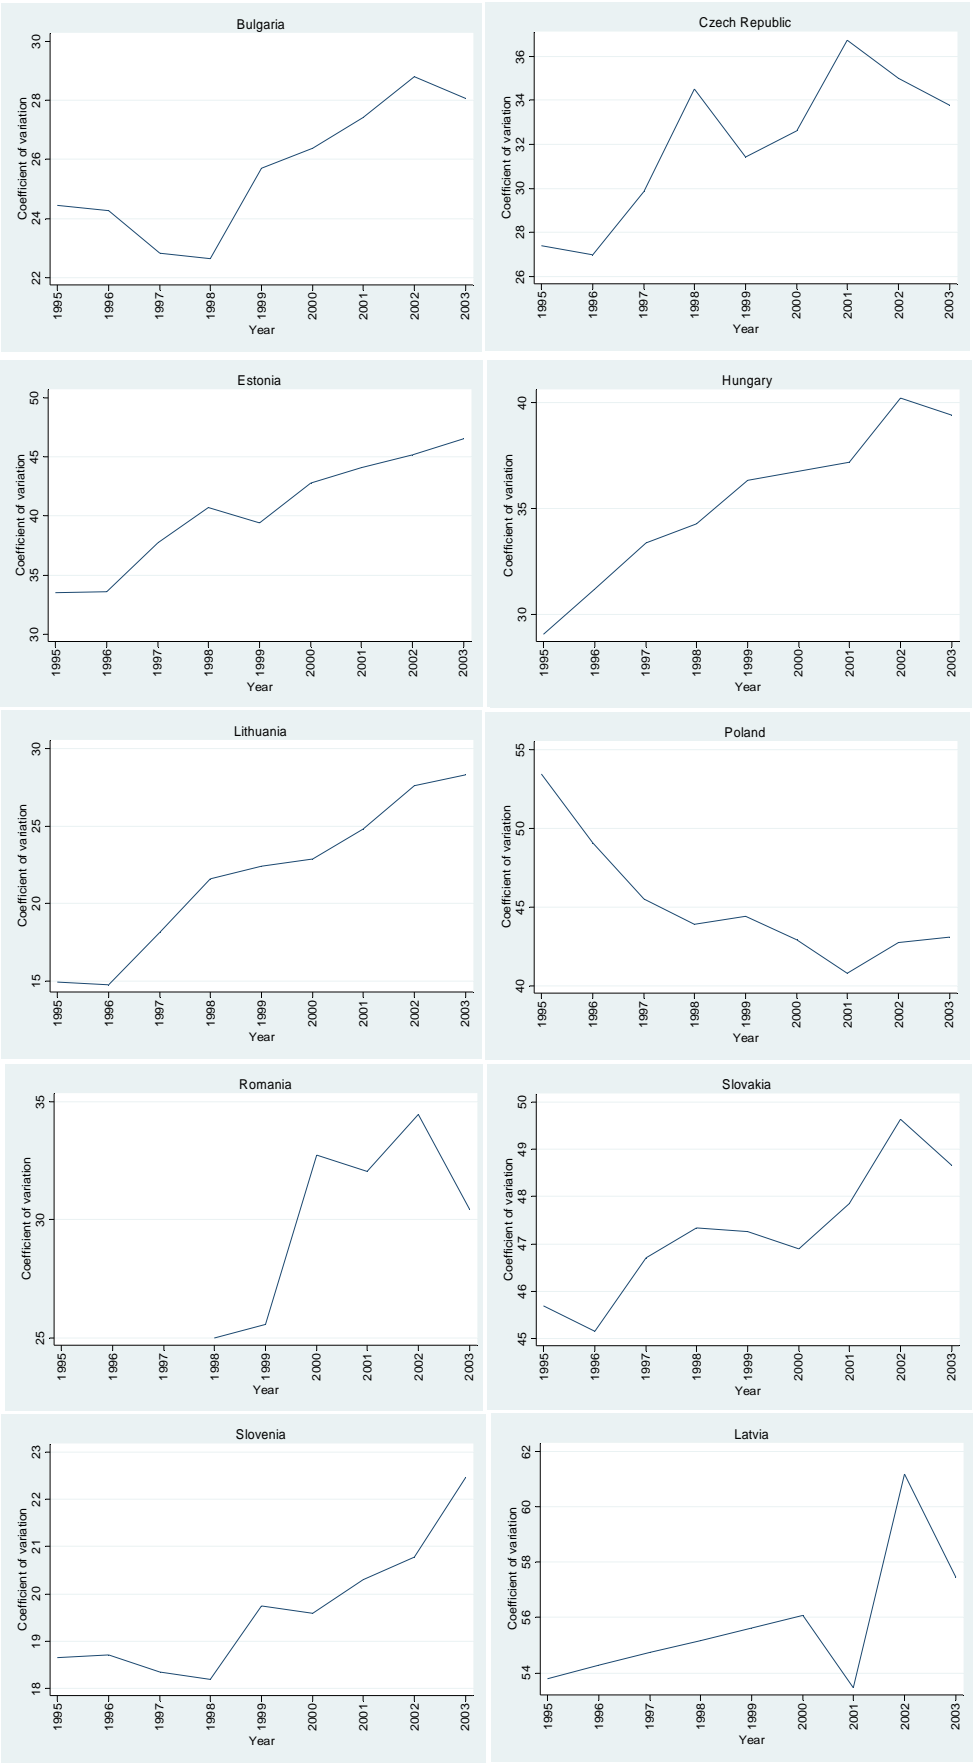 Bulgaria
Coefficient of variation
30
28
26
24
22
1995 1996 1997 1998 1999 2000 2001 2002 2003
Year
Czech Republic
Coefficient of variation
36
34
32
30
28
26
1995 1996 1997 1998 1999 2000 2001 2002 2003
Year
Estonia
Coefficient of variation
50
45
40
35
30
1995 1996 1997 1998 1999 2000 2001 2002 2003
Year
Hungary
Coefficient of variation
40
35
30
1995 1996 1997 1998 1999 2000 2001 2002 2003
Year
Lithuania
Coefficient of variation
30
25
20
15
1995 1996 1997 1998 1999 2000 2001 2002 2003
Year
Poland
Coefficient of variation
55
50
45
40
1995 1996 1997 1998 1999 2000 2001 2002 2003
Year
Romania
Coefficient of variation
35
30
25
1995 1996 1997 1998 1999 2000 2001 2002 2003
Year
Slovakia
Coefficient of variation
50
49
48
47
46
45
1995 1996 1997 1998 1999 2000 2001 2002 2003
Year
Slovenia
Coefficient of variation
23
22
21
20
19
18
1995 1996 1997 1998 1999 2000 2001 2002 2003
Year
Latvia
Coefficient of variation
62
60
58
56
54
1995 1996 1997 1998 1999 2000 2001 2002 2003
Year